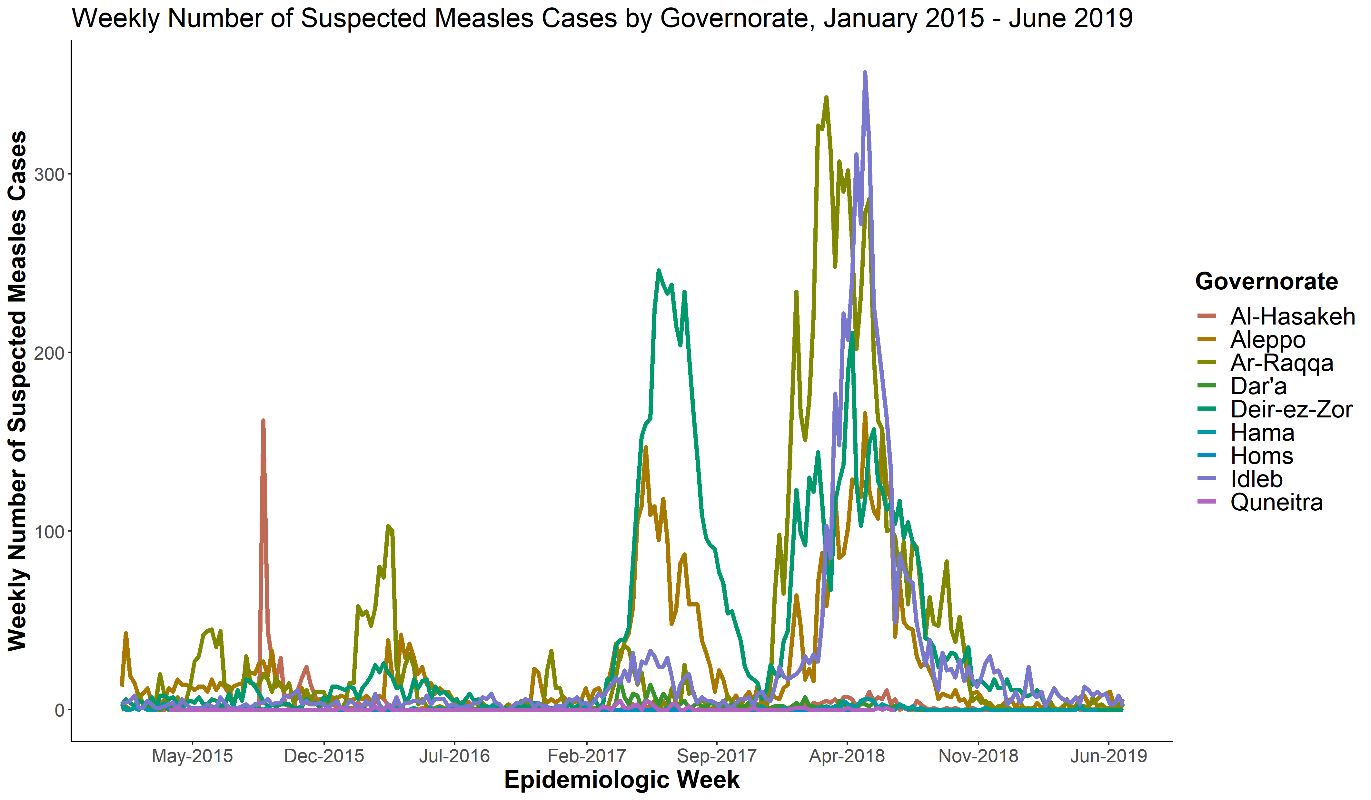 Weekly Number of Suspected Measles Cases by Governorate, January 2015 - June 2019
Weekly Number of Suspected Measles Cases
300
200
100
0
May-2015
Dec-2015
Jul-2016
Feb-2017
Sep-2017
Apr-2018
Nov-2018
Jun-2019
Epidemiologic Week
Governorate
Al-Hasakeh
Aleppo
Ar-Raqqa
Dar'a
Deir-ez-Zor
Hama
Homs
Idleb
Quneitra